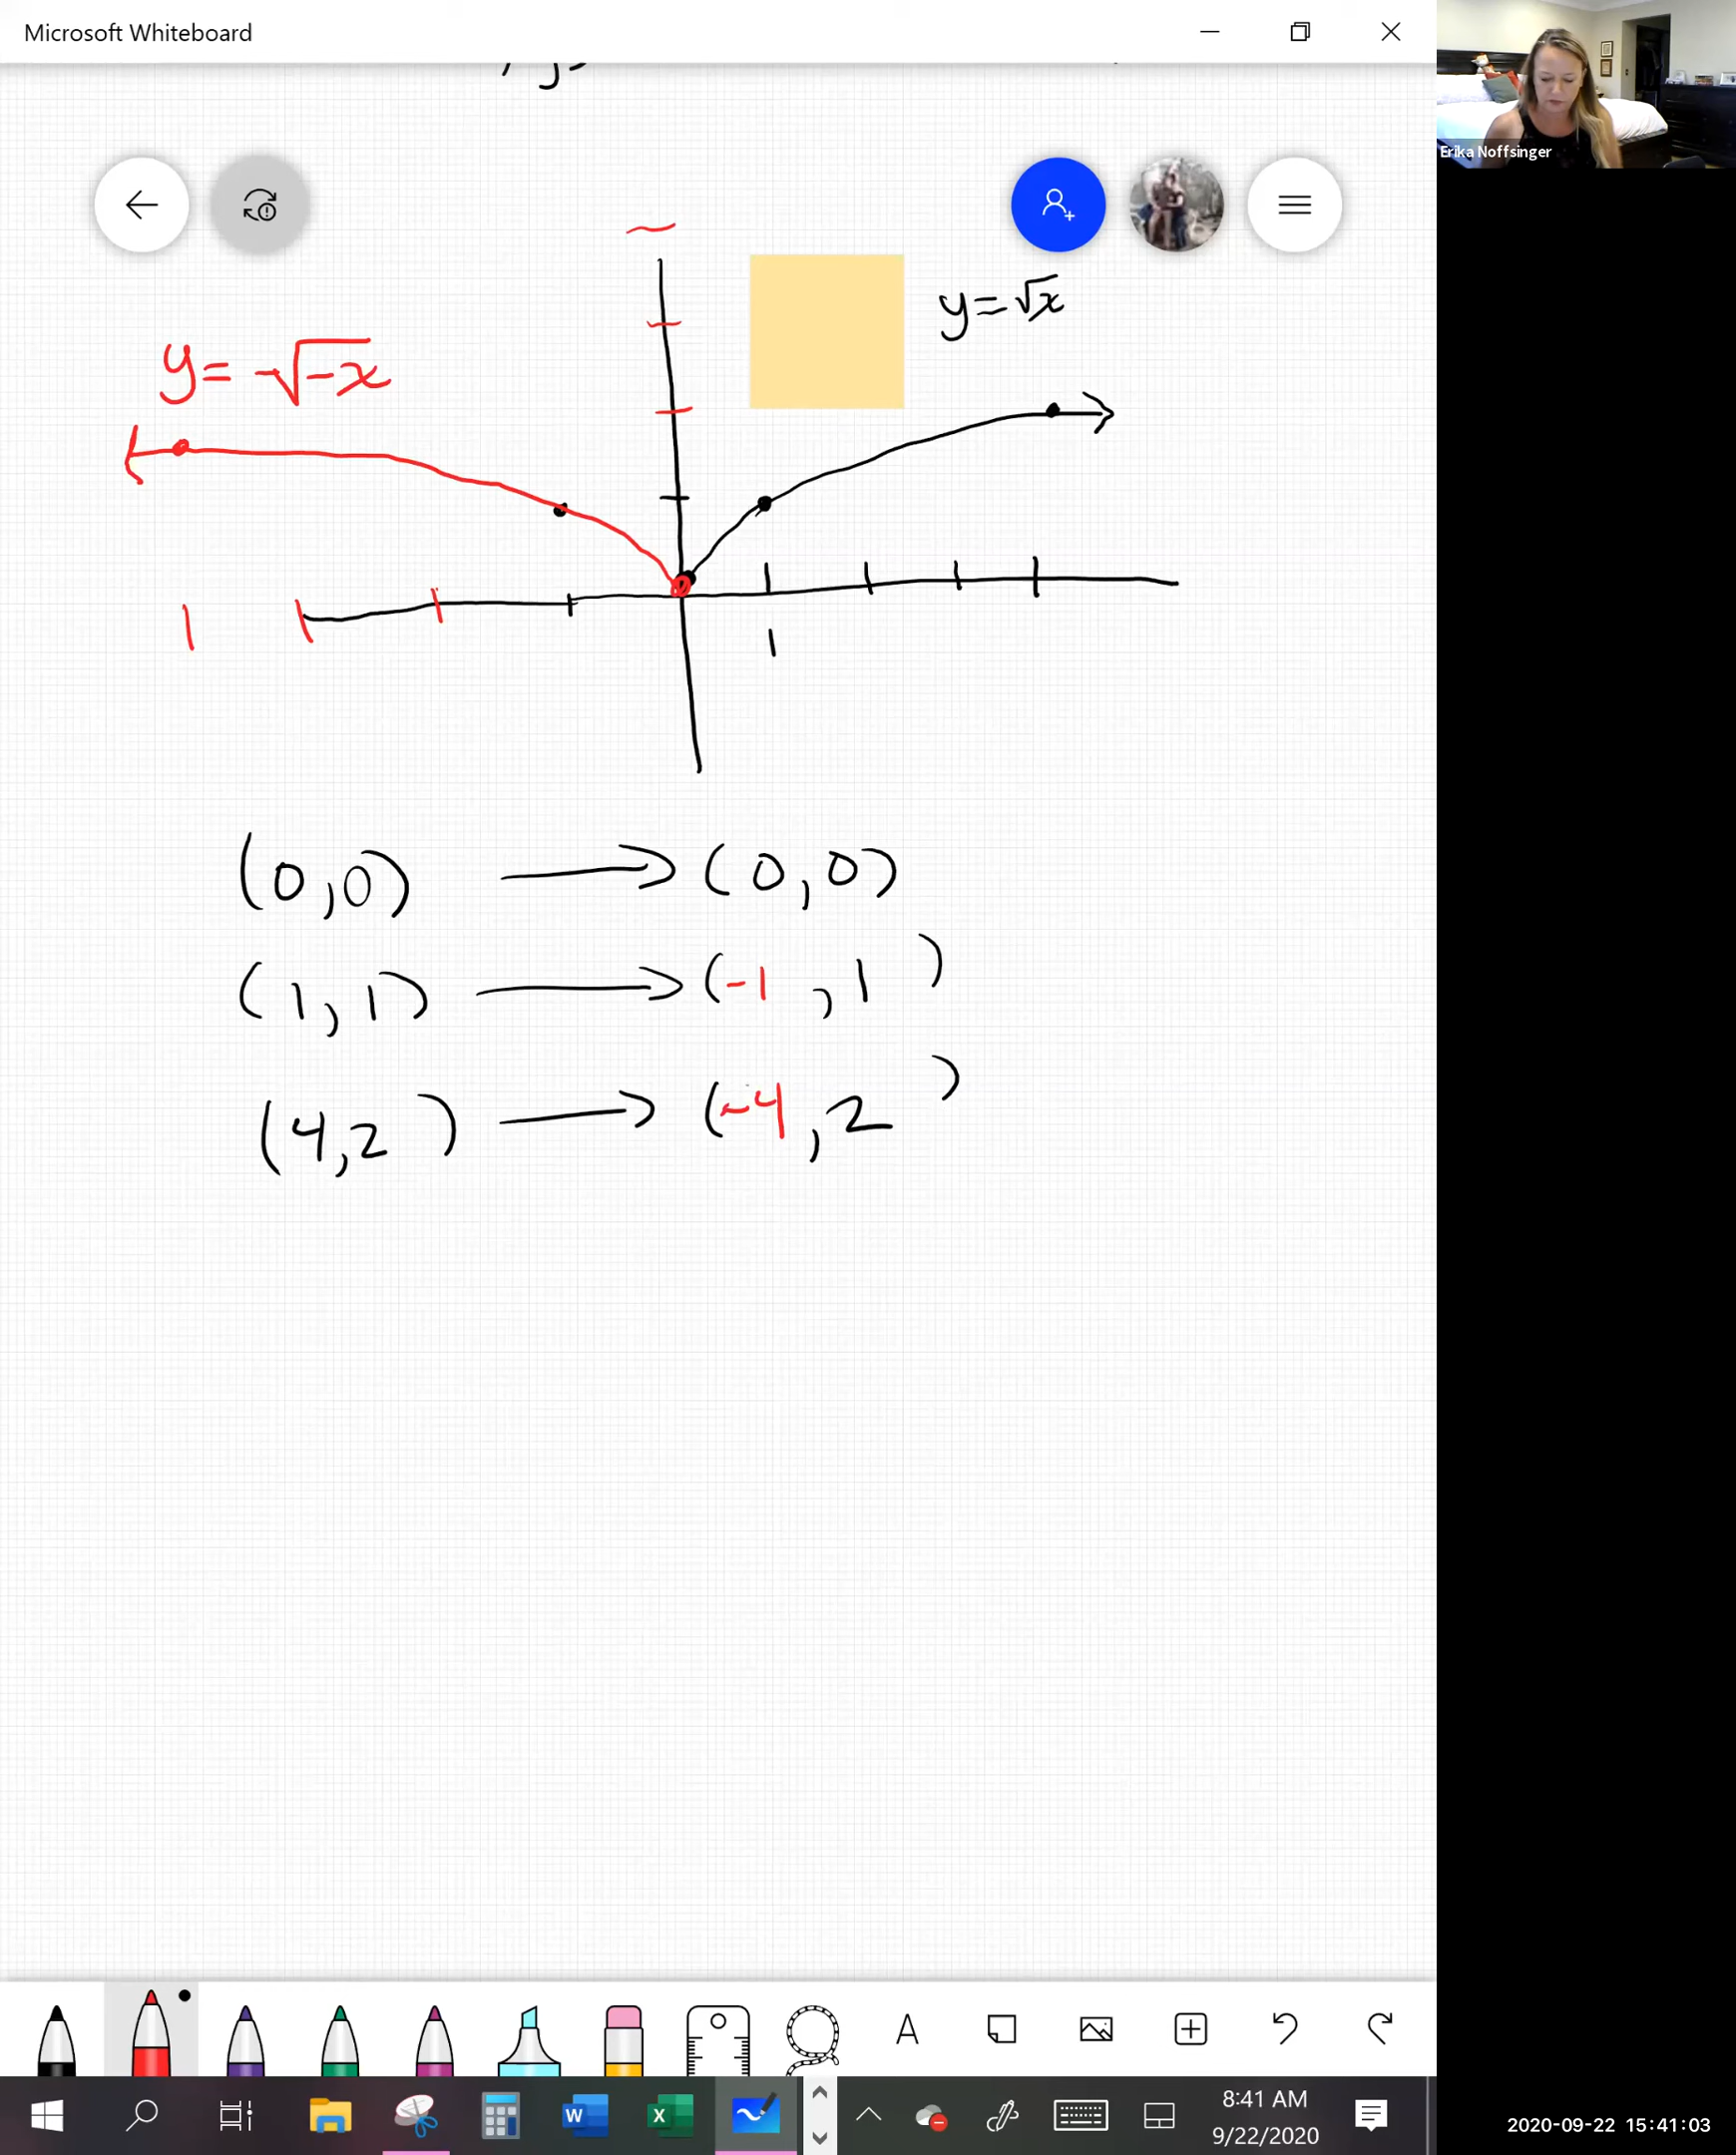 Microsoft Whiteboard
Erika Noffsinger
y=√x
y= -√-x
1
(0,0) → (0,0)
(1,1) → (-1,1)
(4,2) → (-4,2)
A
8:41 AM
9/22/2020
2020-09-22 15:41:03